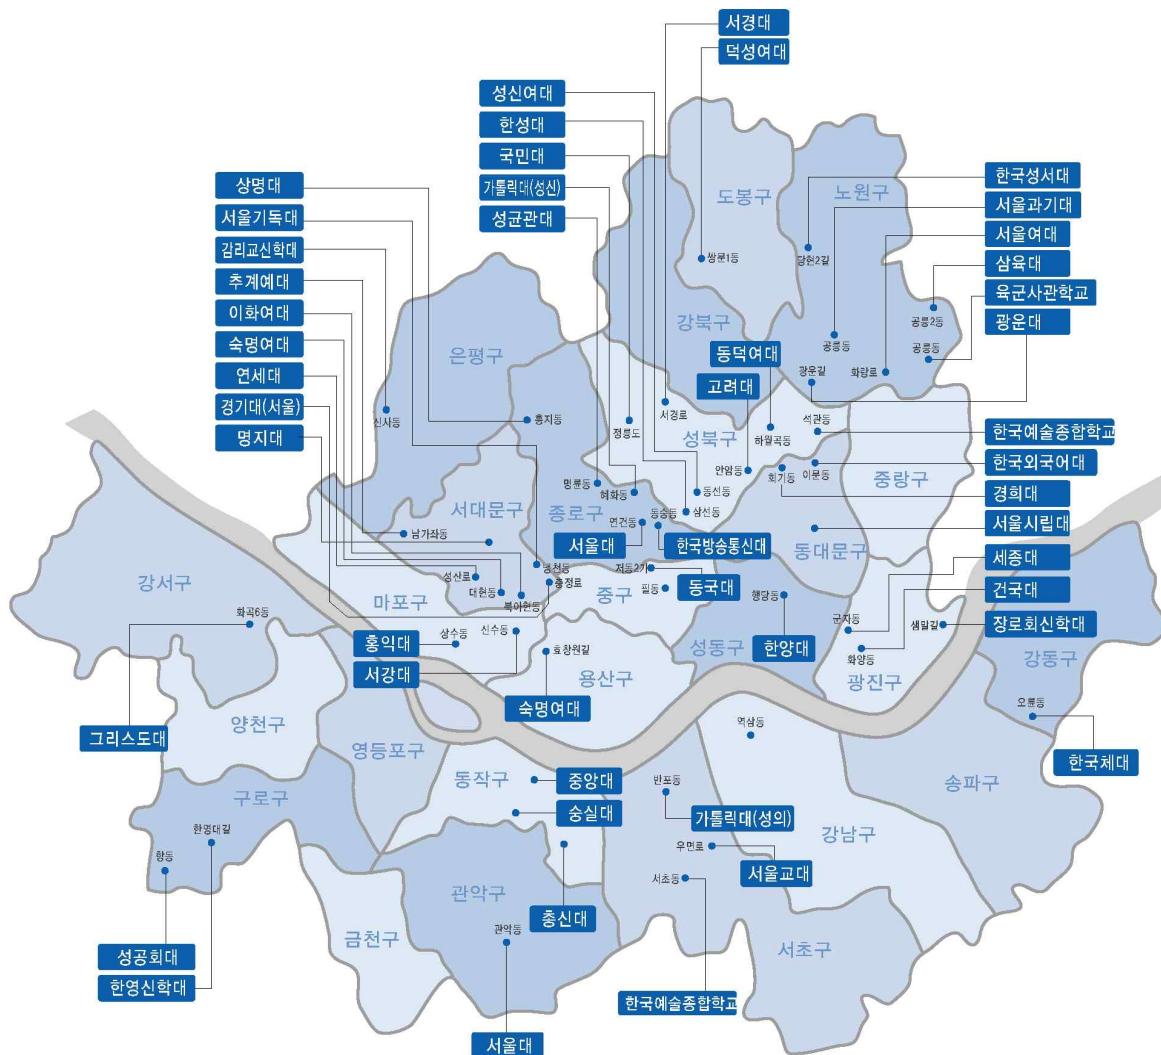 서경대
덕성여대
성신여대
한성대
국민대
가톨릭대(성신)
성균관대
상명대
서울기독대
감리교신학대
추계예대
이화여대
숙명여대
연세대
경기대(서울)
명지대
한국성서대
서울과기대
서울여대
삼육대
육군사관학교
광운대
도봉구
노원구
쌍문1동
당현2길
공릉2동
강북구
공릉동
공릉동
은평구
동덕여대
고려대
광운길
화랑로
신사동
홍지동
정릉도
서경로
성북구
하월곡동
석관동
한국예술종합학교
안암동
회기동
이문동
한국외국어대
중랑구
경희대
명륜동
혜화동
동선동
삼선동
서대문구
종로구
연건동
동숭동
남가좌동
서울대
한국방송통신대
동대문구
서울시립대
냉천동
충정로
저동2가
동국대
세종대
건국대
강서구
성산로
대현동
북아현동
마포구
중구
필동
행당동
화곡6동
군자동
샘말길
장로회신학대
홍익대
상수동
신수동
서강대
효창원길
용산구
성동구
한양대
화양동
광진구
강동구
오륜동
숙명여대
그리스도대
양천구
영등포구
역삼동
한국체대
동작구
중앙대
반포동
송파구
구로구
숭실대
가톨릭대(성의)
강남구
한영대길
항동
우면로
서울교대
서초동
관악구
총신대
금천구
관악동
서초구
성공회대
한영신학대
한국예술종합학교
서울대